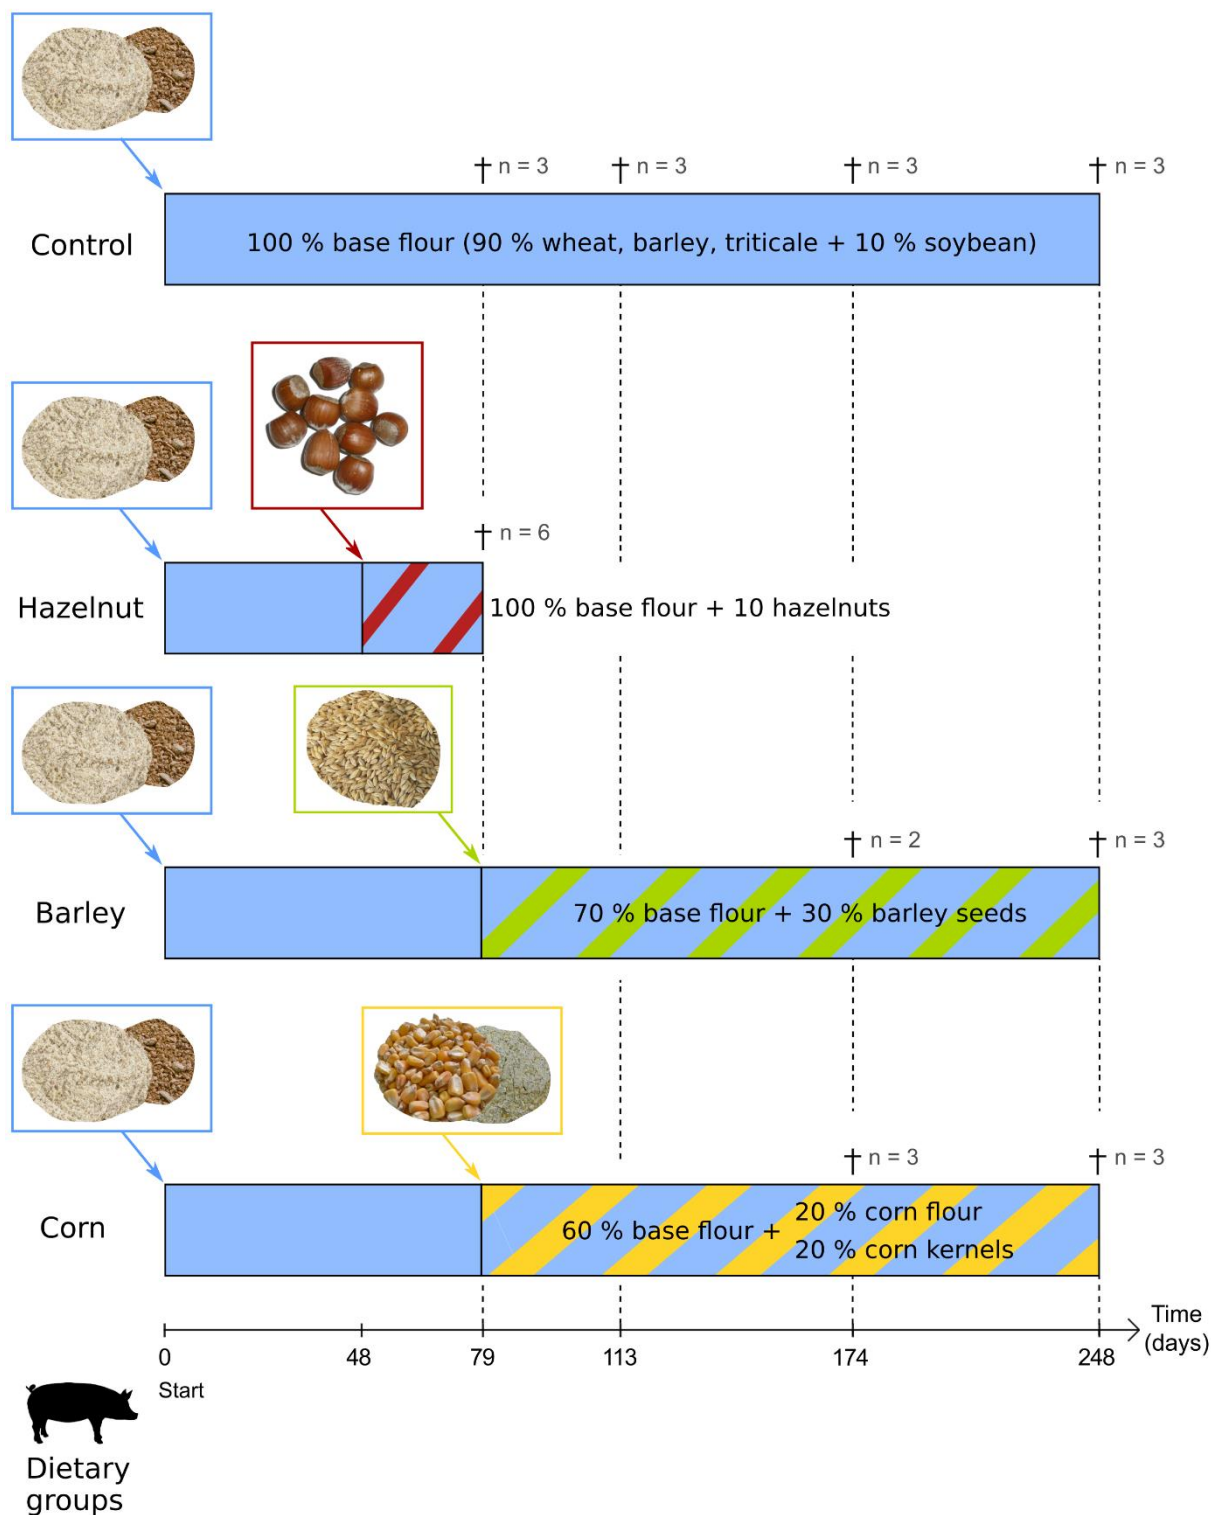 † n = 3
† n = 3
† n = 3
† n = 3
Control
100 % base flour (90 % wheat, barley, triticale + 10 % soybean)
† n = 6
Hazelnut
100 % base flour + 10 hazelnuts
† n = 2
† n = 3
Barley
70 % base flour + 30 % barley seeds
† n = 3
† n = 3
Corn
60 % base flour +
20 % corn flour
20 % corn kernels
Time
(days)
0
48
79
113
174
248
Start
Dietary
groups